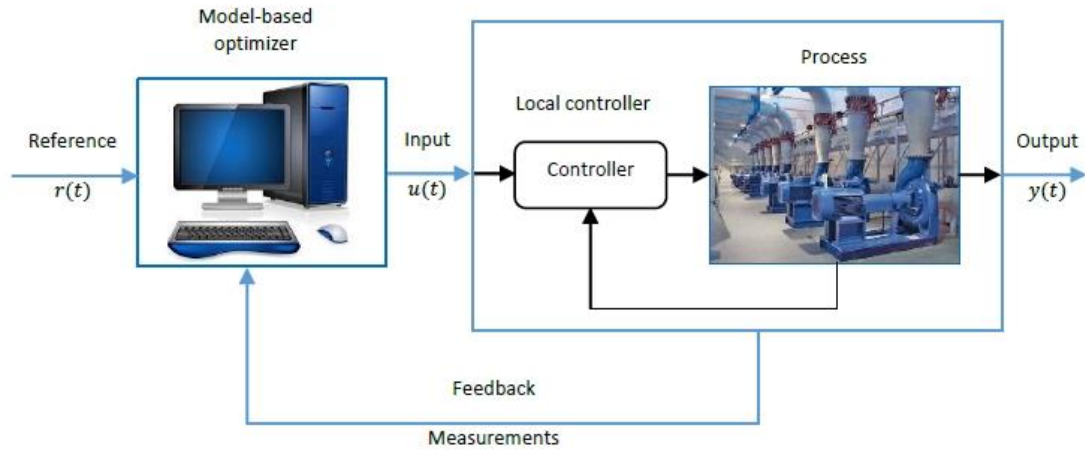 Model-based
optimizer
Reference
r(t)
Input
u(t)
Local controller
Controller
Process
Output
y(t)
Feedback
Measurements